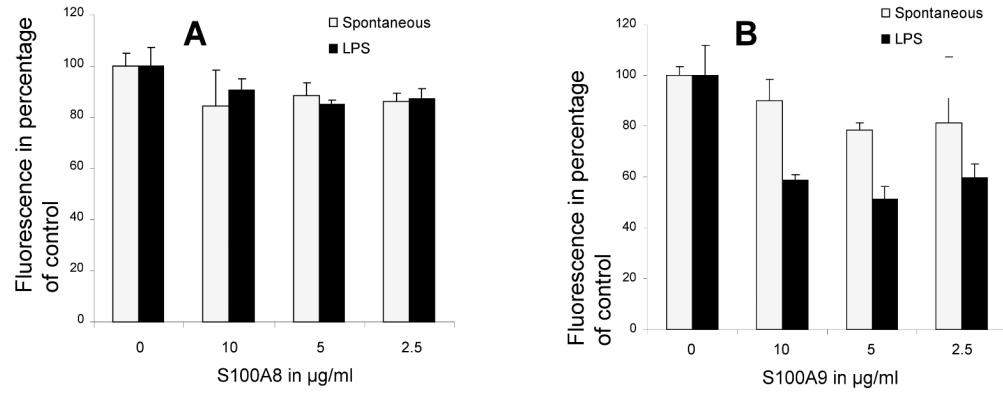 A
Spontaneous
LPS
Fluorescence in percentage
of control
120
100
80
60
40
20
0
0 10 5 2.5
S100A8 in µg/ml
B
Spontaneous
LPS
Fluorescence in percentage
of control
120
100
80
60
40
20
0
0 10 5 2.5
S100A9 in µg/ml